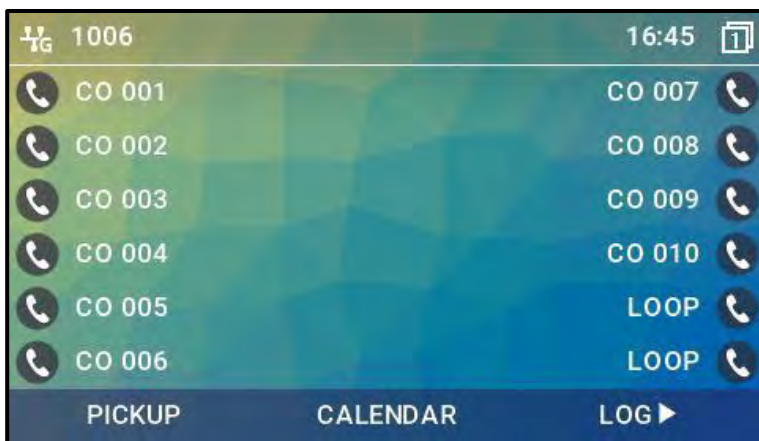 G 1006 16:45 1
CO 001 CO 007
CO 002 CO 008
CO 003 CO 009
CO 004 CO 010
CO 005 LOOP
CO 006 LOOP
PICKUP CALENDAR LOG▶